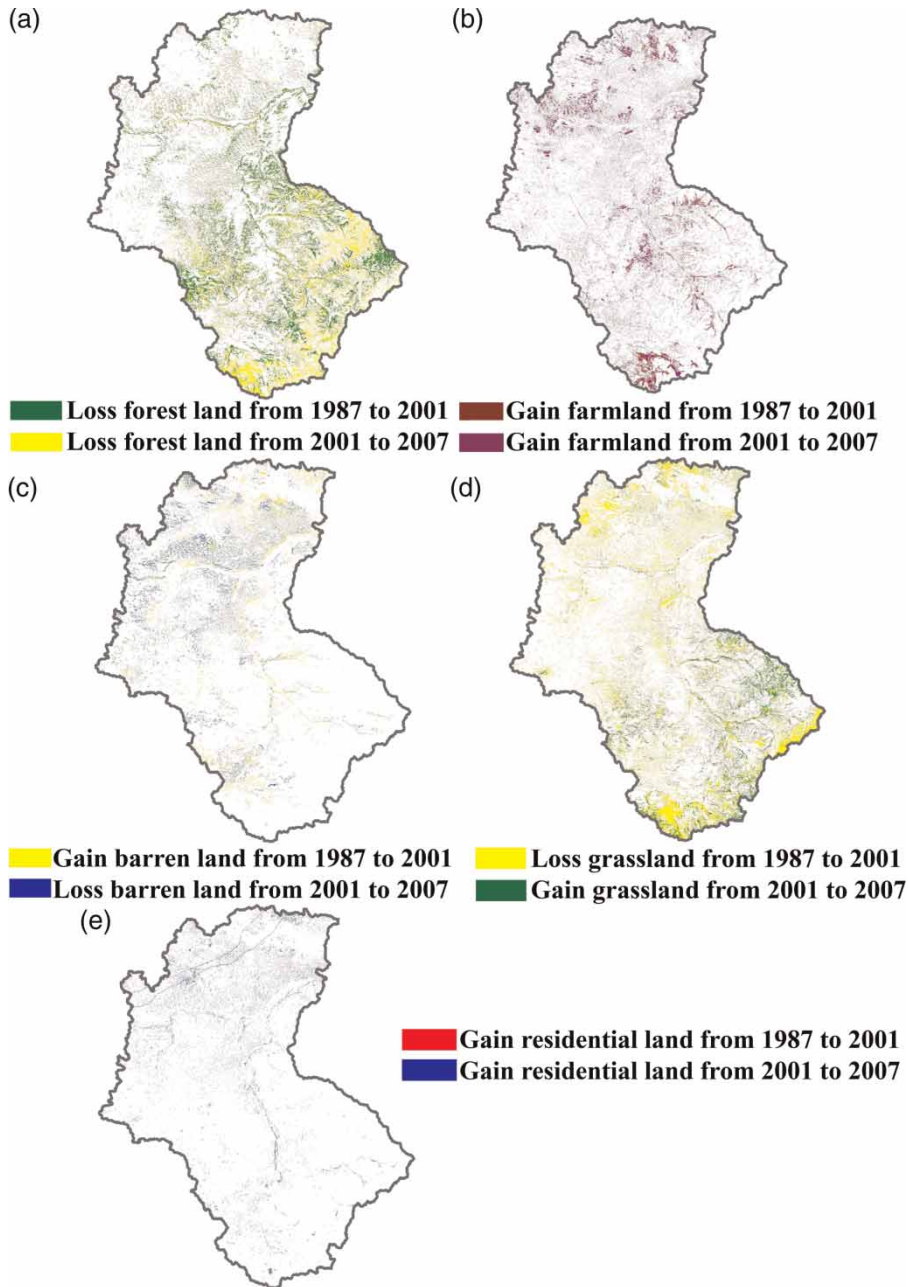 (a)
(b)
Loss forest land from 1987 to 2001
Loss forest land from 2001 to 2007
Gain farmland from 1987 to 2001
Gain farmland from 2001 to 2007
(c)
(d)
Gain barren land from 1987 to 2001
Loss barren land from 2001 to 2007
Loss grassland from 1987 to 2001
Gain grassland from 2001 to 2007
(e)
Gain residential land from 1987 to 2001
Gain residential land from 2001 to 2007